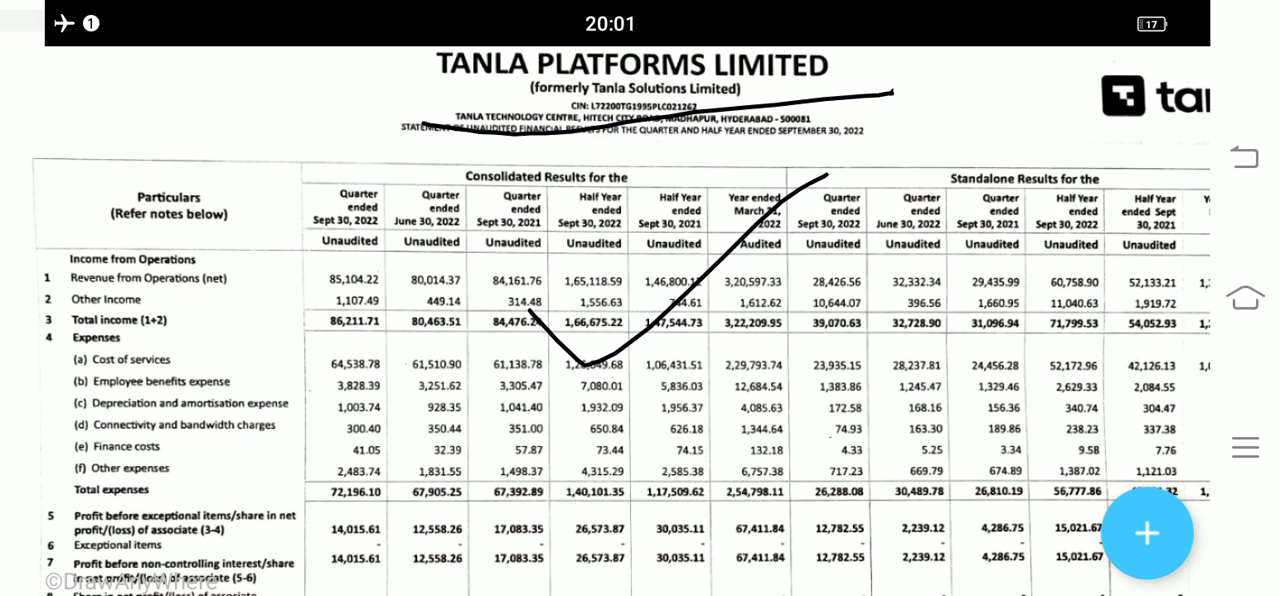 1 20:01 17
TANLA PLATFORMS LIMITED
(formerly Tanla Solutions Limited)
CIN: L72200TG1995PLC021262
TANLA TECHNOLOGY CENTRE, HITECH CITY ROAD, MADHAPUR, HYDERABAD - 500081
STATEMENT OF UNAUDITED FINANCIAL RESULTS FOR THE QUARTER AND HALF YEAR ENDED SEPTEMBER 30, 2022
tan
Particulars
(Refer notes below)
Consolidated Results for the Standalone Results for the
Quarter ended Sept 30, 2022 Quarter ended June 30, 2022 Quarter ended Sept 30, 2021 Half Year ended Sept 30, 2022 Half Year ended Sept 30, 2021 Year ended March 31, 2022 Quarter ended Sept 30, 2022 Quarter ended June 30, 2022 Quarter ended Sept 30, 2021 Half Year ended Sept 30, 2022 Half Year ended Sept 30, 2021
Unaudited Unaudited Unaudited Unaudited Unaudited Audited Unaudited Unaudited Unaudited Unaudited Unaudited
Income from Operations
1 Revenue from Operations (net) 85,104.22 80,014.37 84,161.76 1,65,118.59 3,20,597.33 28,426.56 32,332.34 29,435.99 60,758.90 52,133.21
2 Other Income 1,107.49 449.14 314.48 1,556.63 1,612.62 10,644.07 396.56 1,660.95 11,040.63 1,919.72
3 Total income (1+2) 86,211.71 80,463.51 84,476.24 1,66,675.22 1,47,544.73 3,22,209.95 39,070.63 32,728.90 31,096.94 71,799.53 54,052.93
4 Expenses
(a) Cost of services 64,538.78 61,510.90 61,138.78 1,06,431.51 2,29,793.74 23,935.15 28,237.81 24,456.28 52,172.96 42,126.13
(b) Employee benefits expense 3,828.39 3,251.62 3,305.47 7,080.01 5,836.03 12,684.54 1,383.86 1,245.47 1,329.46 2,629.33 2,084.55
(c) Depreciation and amortisation expense 1,003.74 928.35 1,041.40 1,932.09 1,956.37 4,085.63 172.58 168.16 156.36 340.74 304.47
(d) Connectivity and bandwidth charges 300.40 350.44 351.00 650.84 626.18 1,344.64 74.93 163.30 189.86 238.23 337.38
(e) Finance costs 41.05 32.39 57.87 73.44 74.15 132.18 4.33 5.25 3.34 9.58 7.76
(f) Other expenses 2,483.74 1,831.55 1,498.37 4,315.29 2,585.38 6,757.38 717.23 669.79 674.89 1,387.02 1,121.03
Total expenses 72,196.10 67,905.25 67,392.89 1,40,101.35 1,17,509.62 2,54,798.11 26,288.08 30,489.78 26,810.19 56,777.86
5 Profit before exceptional items/share in net
profit/(loss) of associate (3-4) 14,015.61 12,558.26 17,083.35 26,573.87 30,035.11 67,411.84 12,782.55 2,239.12 4,286.75 15,021.67
6 Exceptional items - - - - - - - - - -
7 Profit before non-controlling interest/share 14,015.61 12,558.26 17,083.35 26,573.87 30,035.11 67,411.84 12,782.55 2,239.12 4,286.75 15,021.67
in net profit/(loss) of associate (5-6)
©DrawAnyWhere